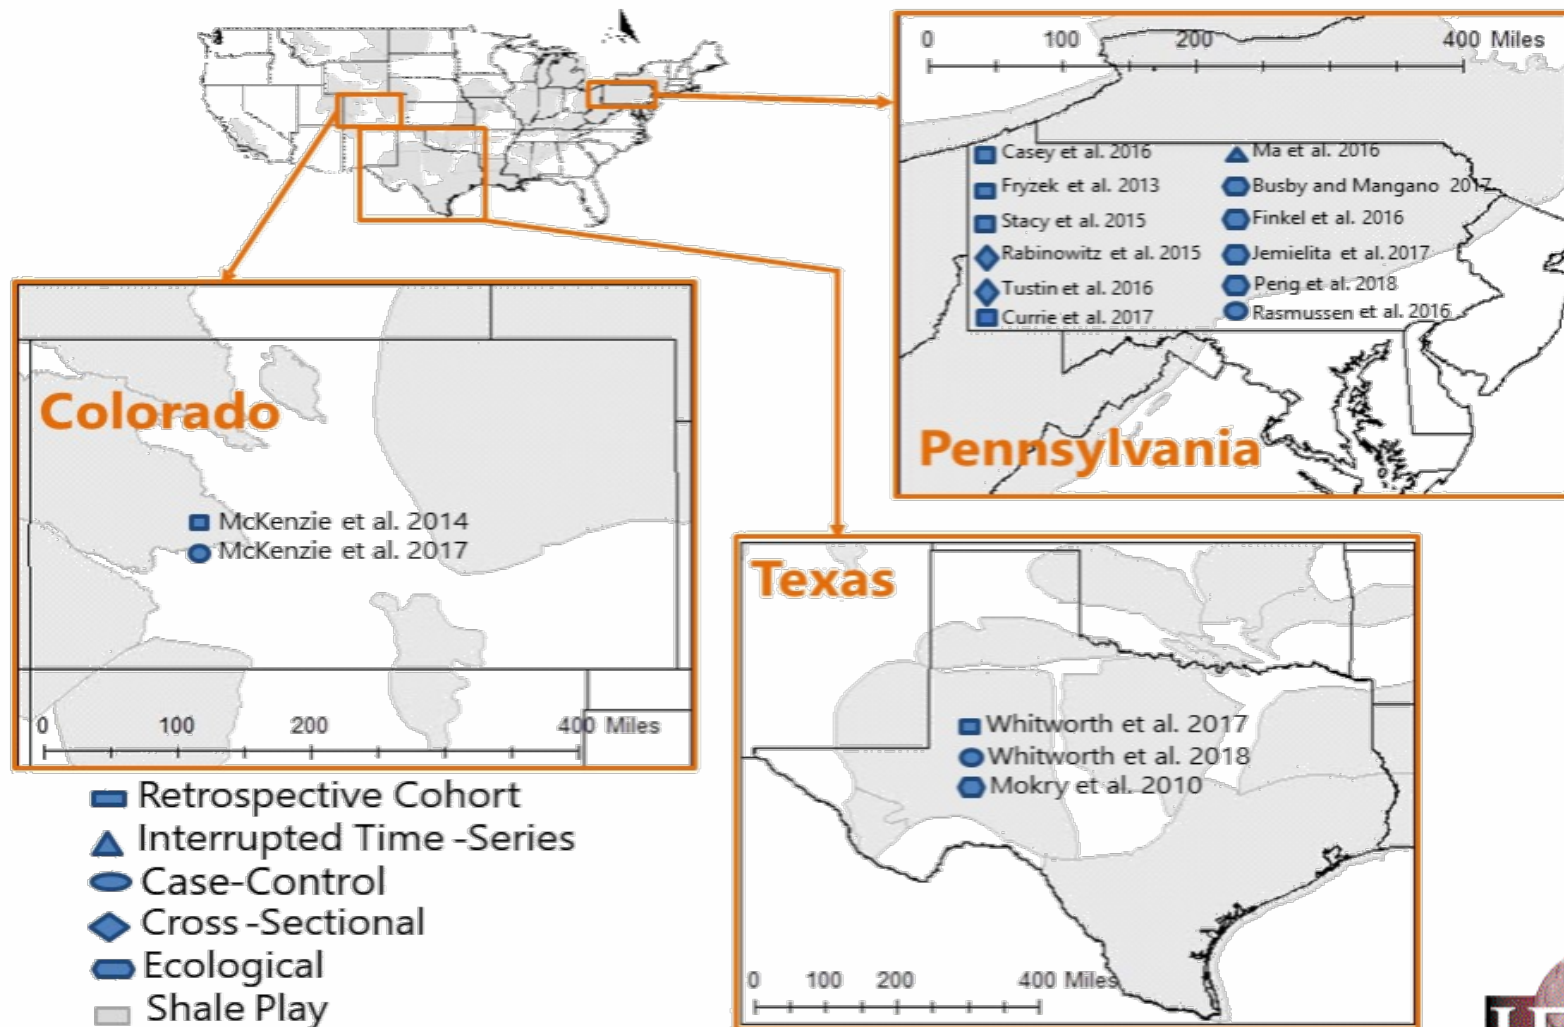 0 100 200 400 Miles
Casey et al. 2016
Fryzek et al. 2013
Stacy et al. 2015
Rabinowitz et al. 2015
Tustin et al. 2016
Currie et al. 2017
Ma et al. 2016
Busby and Mangano 2017
Finkel et al. 2016
Jemielita et al. 2017
Peng et al. 2018
Rasmussen et al. 2016
Pennsylvania
Colorado
McKenzie et al. 2014
McKenzie et al. 2017
0 100 200 400 Miles
Texas
Whitworth et al. 2017
Whitworth et al. 2018
Mokry et al. 2010
0 100 200 400 Miles
Retrospective Cohort
Interrupted Time -Series
Case-Control
Cross -Sectional
Ecological
Shale Play